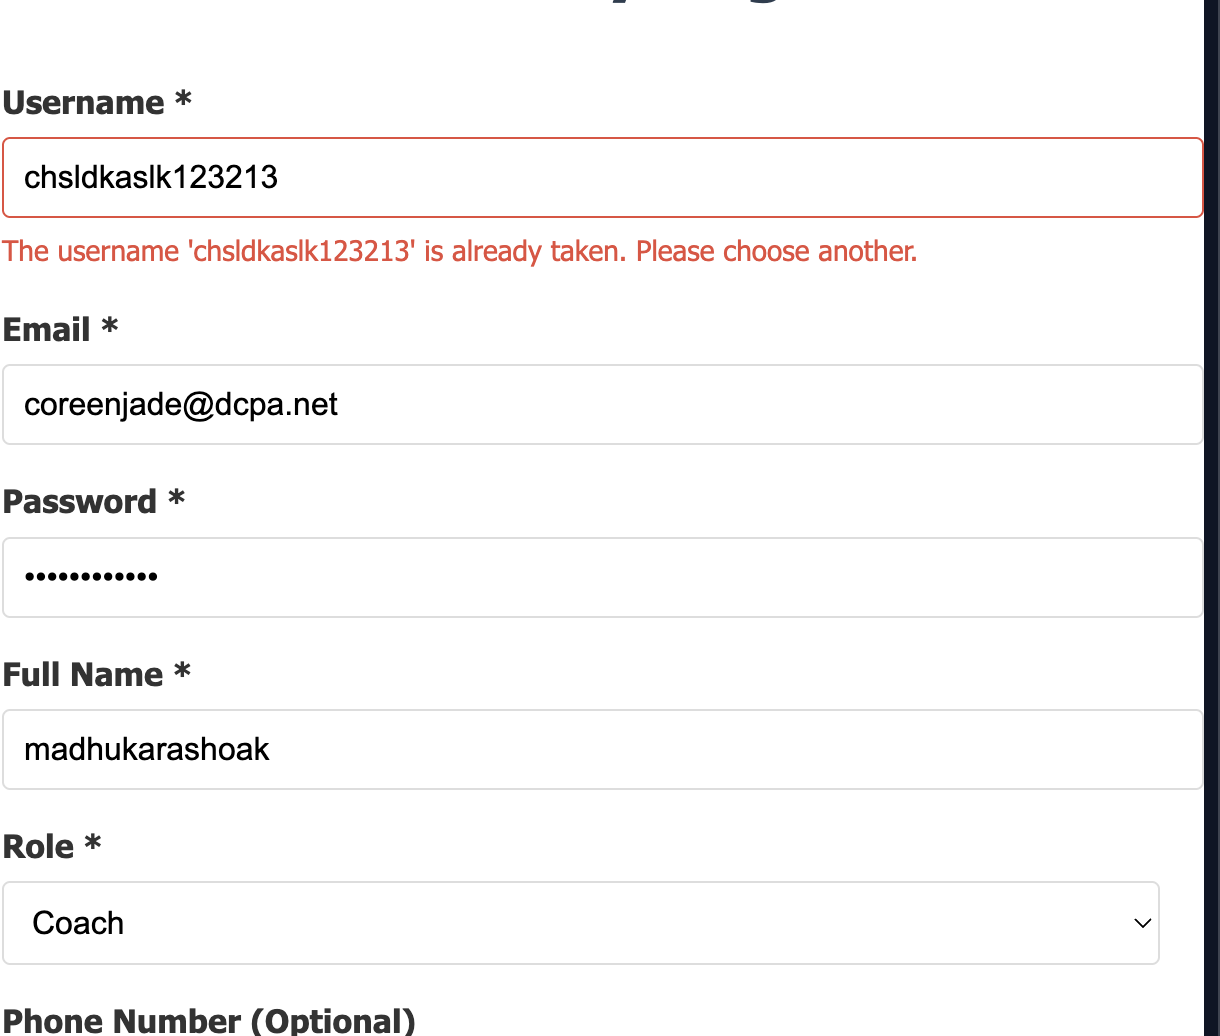 Username *
chsldkaslk123213
The username 'chsldkaslk123213' is already taken. Please choose another.
Email *
coreenjade@dcpa.net
Password *
••••••••••••
Full Name *
madhukarashoak
Role *
Coach
Phone Number (Optional)